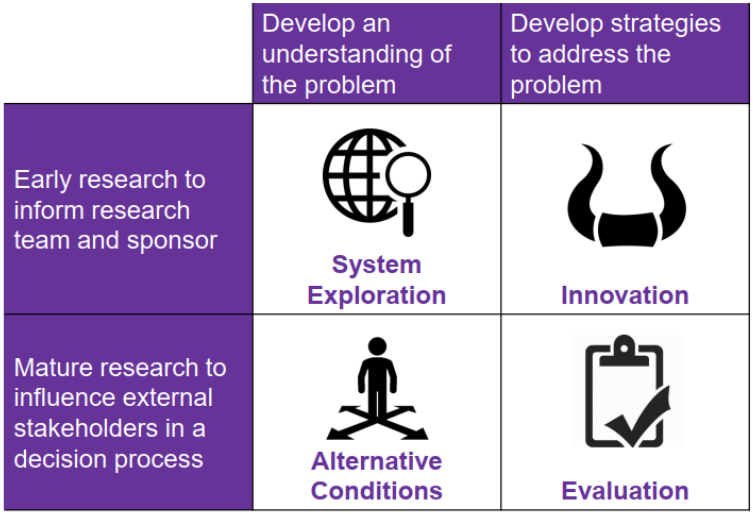 Develop an
understanding of
the problem
Develop strategies
to address the
problem
Early research to
inform research
team and sponsor
System
Exploration
Innovation
Mature research to
influence external
stakeholders in a
decision process
Alternative
Conditions
Evaluation